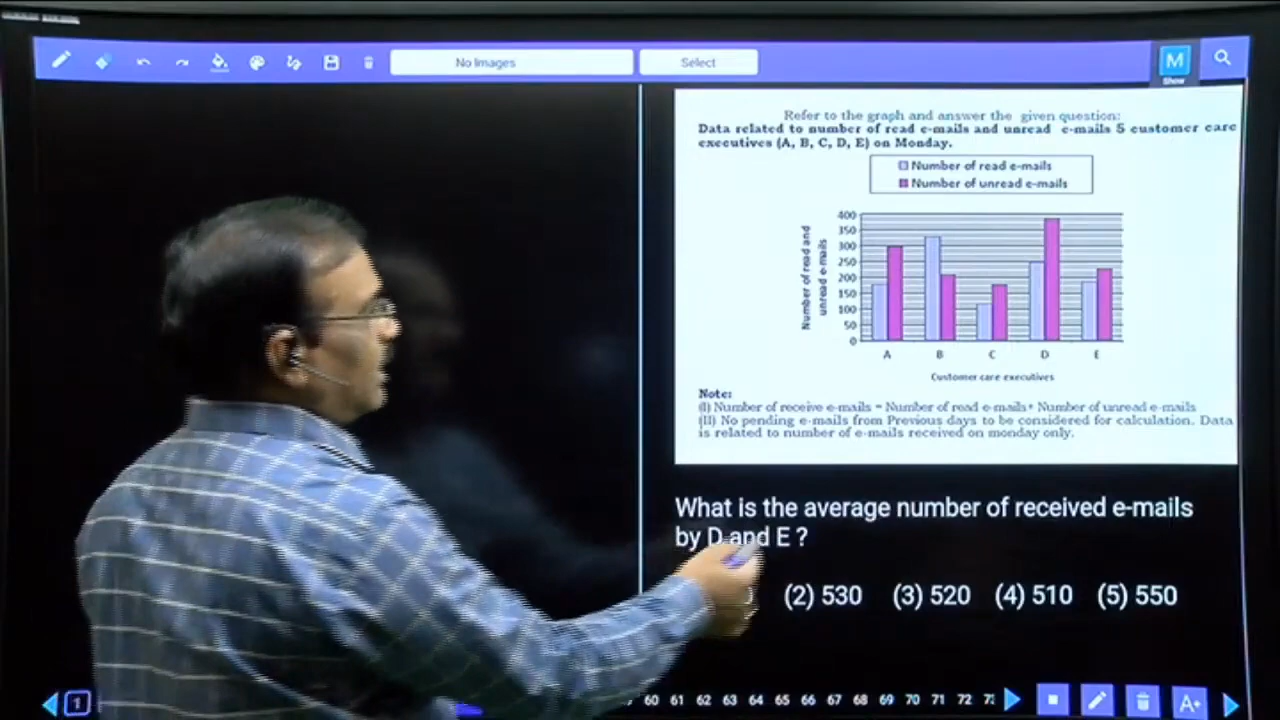 No Images
Select
M
Show
Refer to the graph and answer the given question:
Data related to number of read e-mails and unread e-mails 5 customer care
executives (A, B, C, D, E) on Monday.
Number of read e-mails
Number of unread e-mails
Number of read and
unread e-mails
400
350
300
250
200
150
100
50
0
A B C D E
Customer care executives
Note:
(I) Number of receive e-mails = Number of read e-mails+ Number of unread e-mails
(II) No pending e-mails from Previous days to be considered for calculation. Data
is related to number of e-mails received on monday only.
What is the average number of received e-mails
by D and E ?
(2) 530 (3) 520 (4) 510 (5) 550
1
60 61 62 63 64 65 66 67 68 69 70 71 72
A+